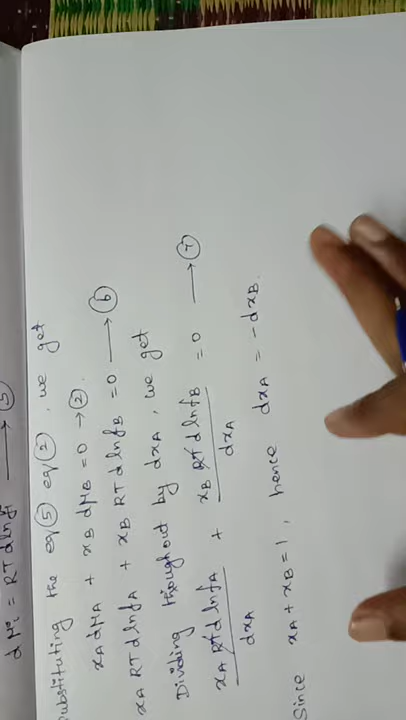 dμᵢ = RT d ln fᵢ → ⑤
Substituting the eq ⑤ eq ②, we get
xA dμA + xB dμB = 0 → ②.
xA RT d ln fA + xB RT d ln fB = 0 → ⑥
Dividing thoughout by dxA, we get
xA RT d ln fA / dxA + xB RT d ln fB / dxA = 0 → ⑦
Since xA + xB = 1, hence dxA = - dxB.